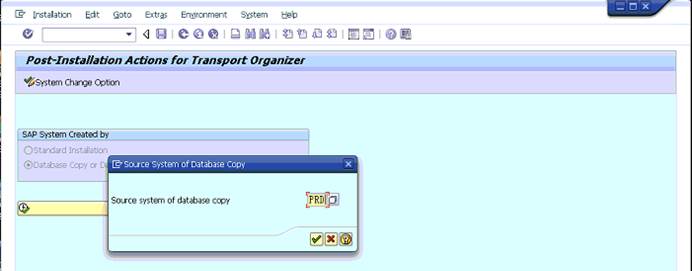 Installation Edit Goto Extras Environment System Help
Post-Installation Actions for Transport Organizer
System Change Option
SAP System Created by
Standard Installation
Database Copy or D
Source System of Database Copy
Source system of database copy PRD